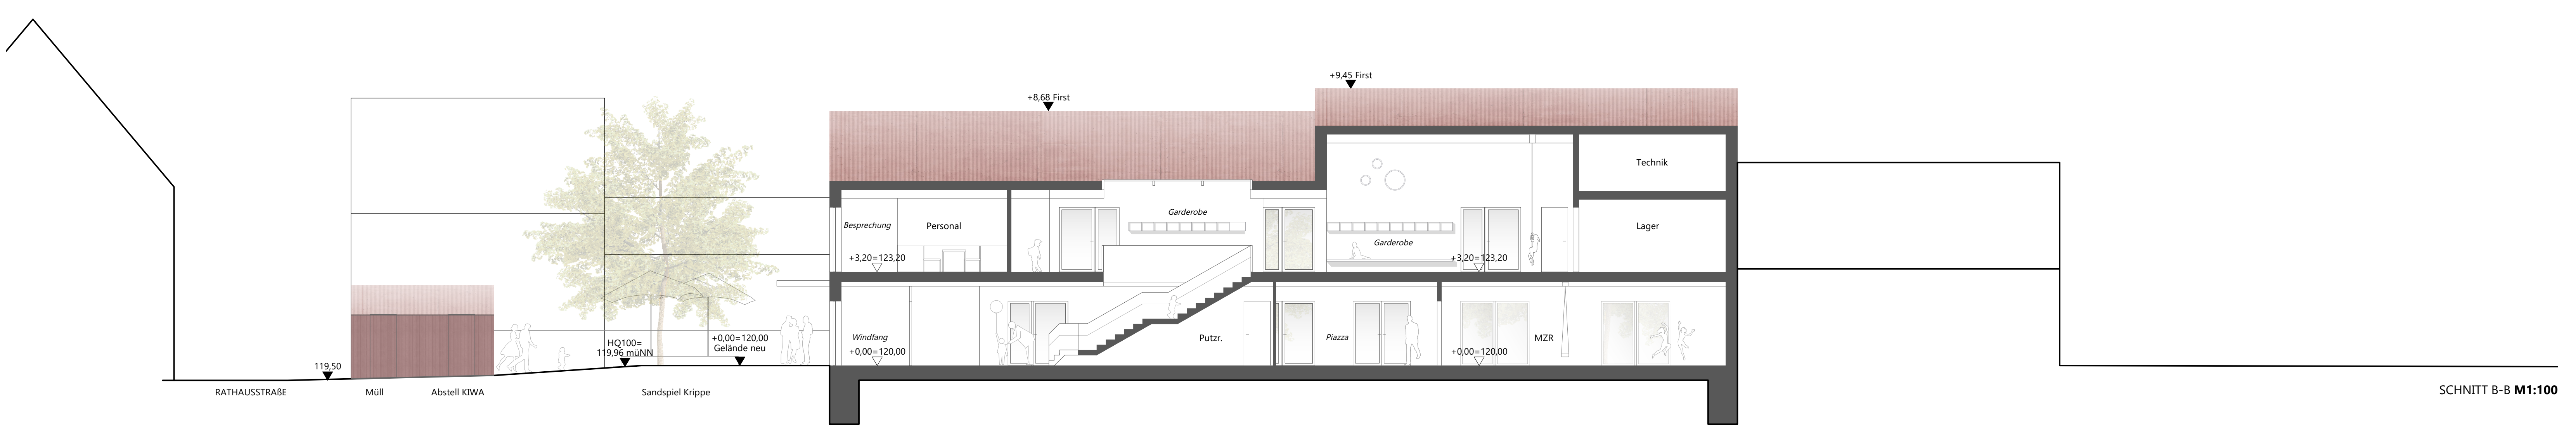 +9,45 First
+8,68 First
Technik
Garderobe
Besprechung
Personal
Lager
Garderobe
+3,20=123,20
+3,20=123,20
Windfang
Putzr.
Piazza
MZR
+0,00=120,00
+0,00=120,00
HQ100=
119,96 müNN
+0,00=120,00
Gelände neu
119,50
RATHAUSSTRAßE
Müll
Abstell KIWA
Sandspiel Krippe
SCHNITT B-B M1:100